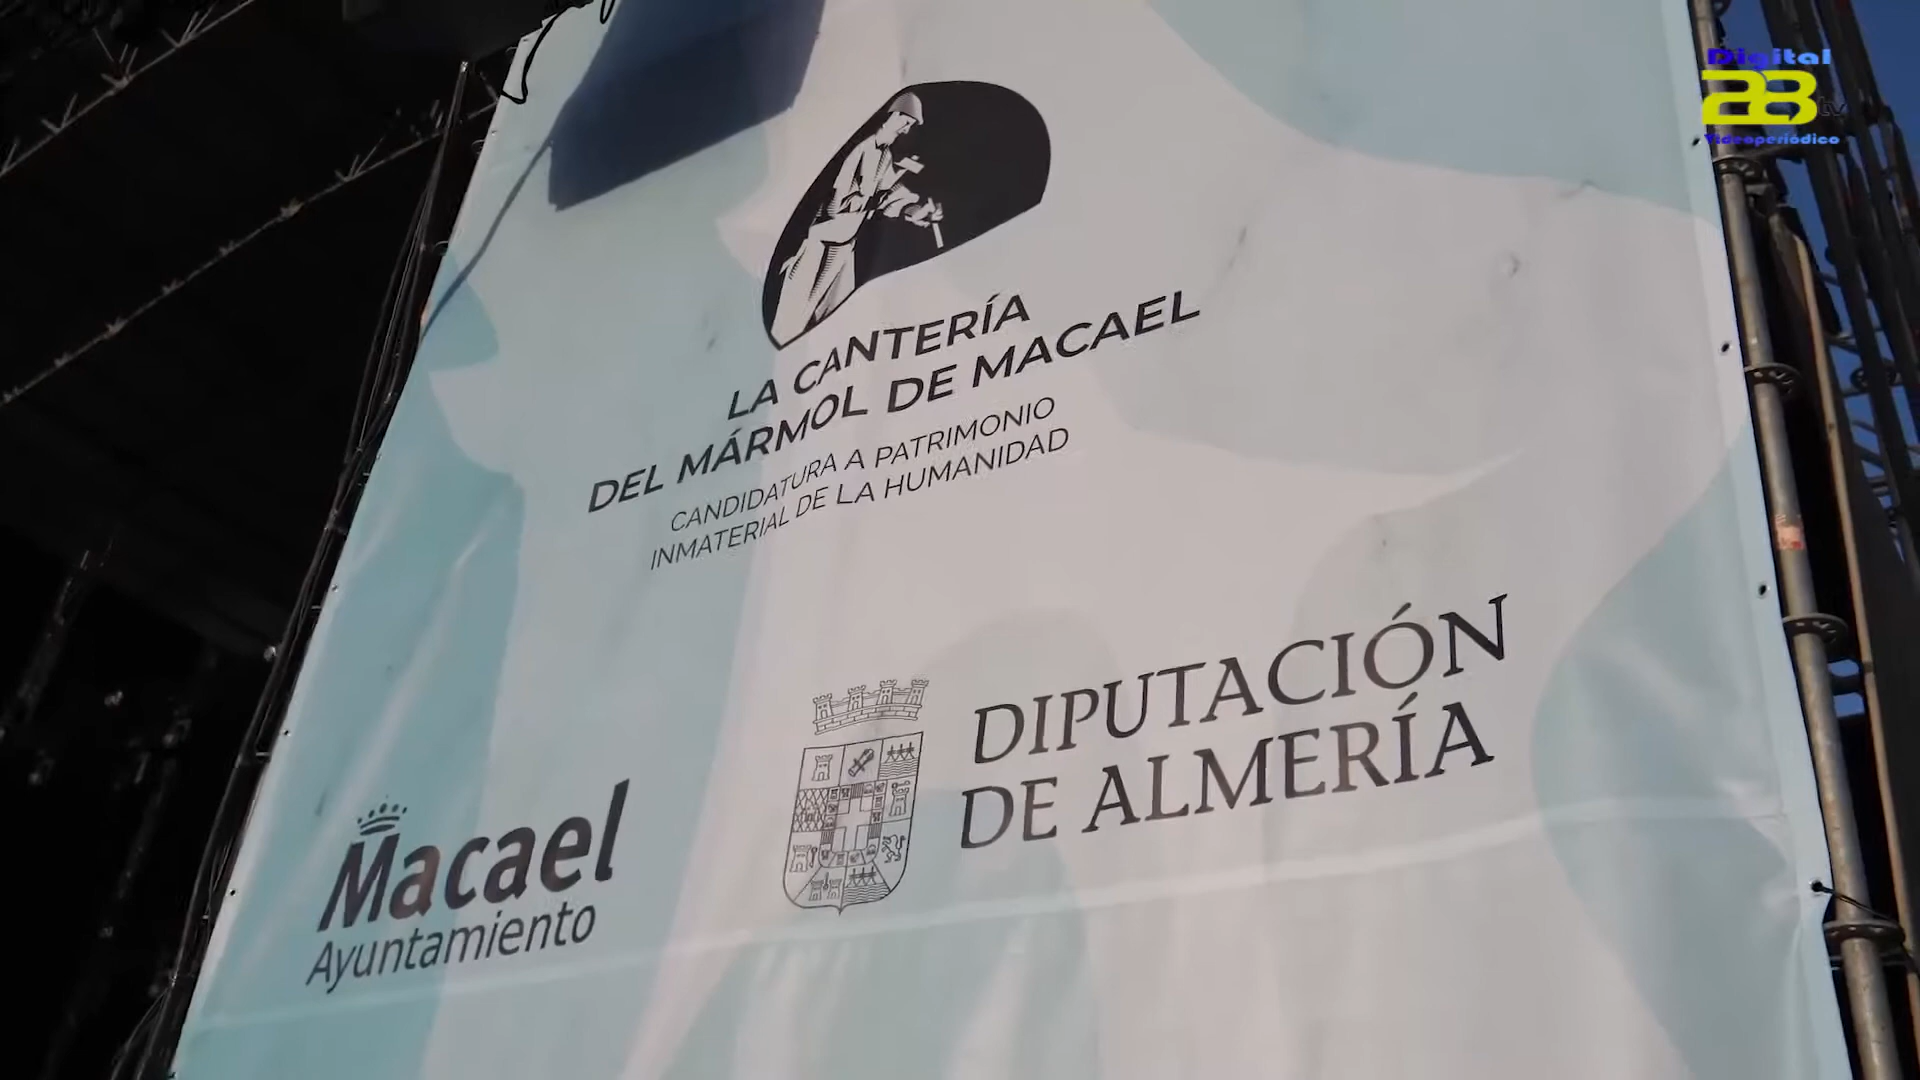 Digital
23 tv
Videoperiódico
LA CANTERÍA
DEL MÁRMOL DE MACAEL
CANDIDATURA A PATRIMONIO
INMATERIAL DE LA HUMANIDAD
DIPUTACIÓN
DE ALMERÍA
Macael
Ayuntamiento